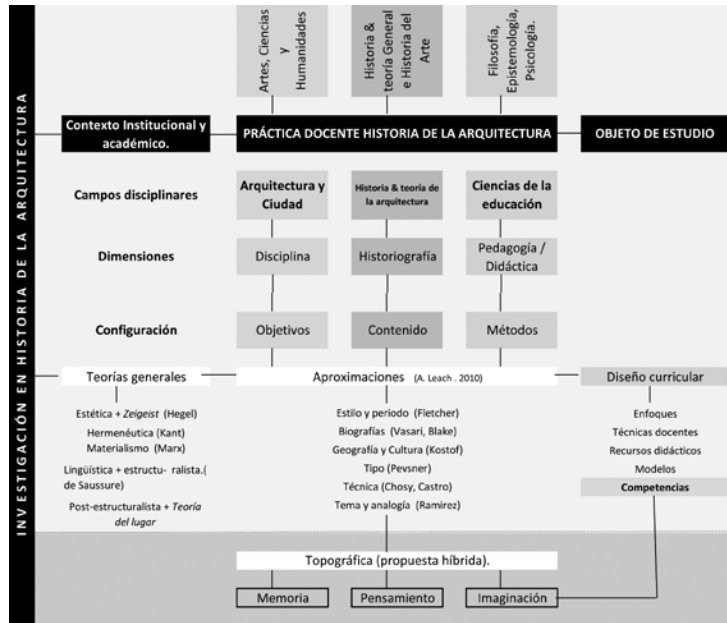 INVESTIGACIÓN EN HISTORIA DE LA ARQUITECTURA
Artes, Ciencias
y
Humanidades
Historia &
teoría General
e Historia del
Arte
Filosofía,
Epistemología,
Psicología.
Contexto Institucional y
académico.
PRÁCTICA DOCENTE HISTORIA DE LA ARQUITECTURA
OBJETO DE ESTUDIO
Campos disciplinares
Arquitectura y
Ciudad
Historia & teoría de
la arquitectura
Ciencias de la
educación
Dimensiones
Disciplina
Historiografía
Pedagogía /
Didáctica
Configuración
Objetivos
Contenido
Métodos
Teorías generales
Aproximaciones (A. Leach . 2010)
Diseño curricular
Estética + Zeigeist (Hegel)
Hermenéutica (Kant)
Materialismo (Marx)
Lingüística + estructu- ralista.(
de Saussure)
Post-estructuralista + Teoría
del lugar
Estilo y periodo (Fletcher)
Biografías (Vasari, Blake)
Geografía y Cultura (Kostof)
Tipo (Pevsner)
Técnica (Chosy, Castro)
Tema y analogía (Ramirez)
Enfoques
Técnicas docentes
Recursos didácticos
Modelos
Competencias
Topográfica (propuesta híbrida).
Memoria
Pensamiento
Imaginación